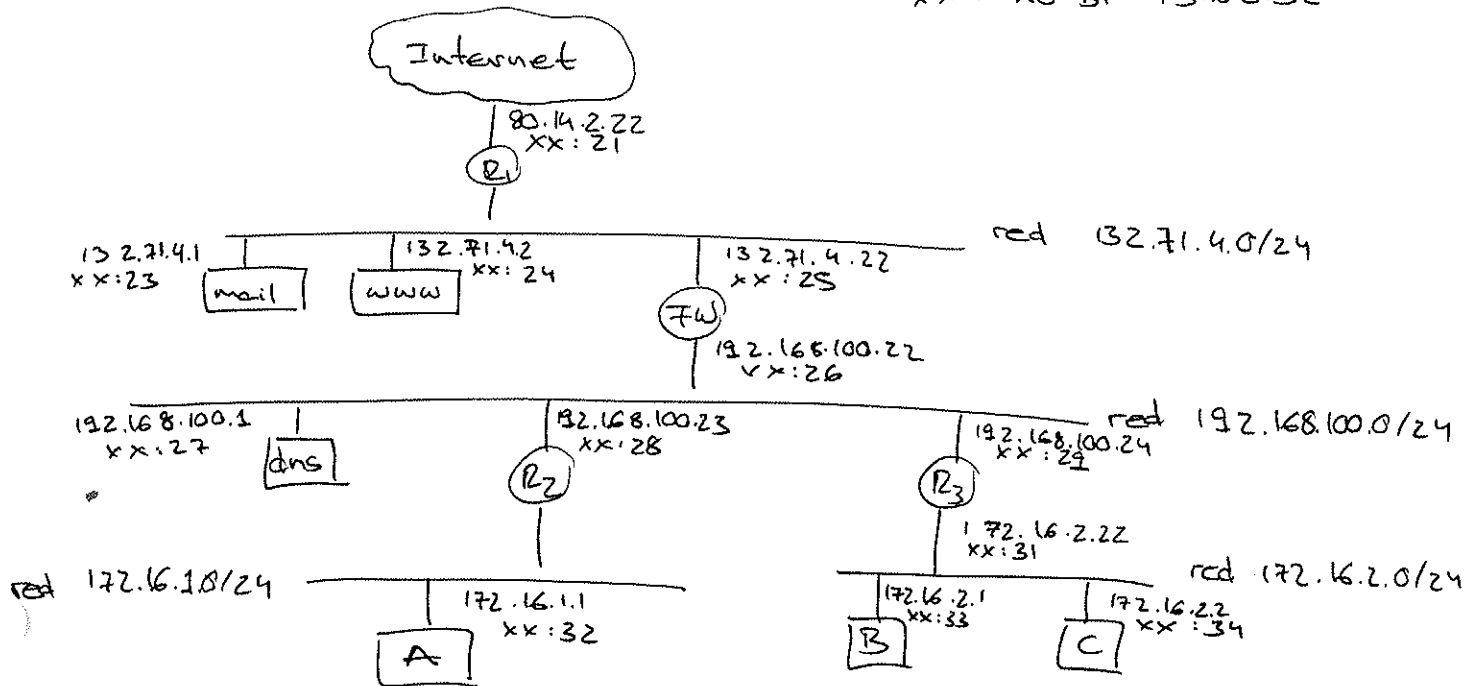 Internet
80.14.2.22
xx:21
R1
132.71.4.1
xx:23
mail
132.71.4.2
xx:24
www
132.71.4.22
xx:25
red 132.71.4.0/24
FW
192.168.100.22
xx:26
192.168.100.1
xx:27
dns
192.168.100.23
xx:28
R2
192.168.100.24
xx:29
R3
red 192.168.100.0/24
172.16.2.22
xx:31
red 172.16.1.0/24
172.16.1.1
xx:32
A
172.16.2.1
xx:33
B
172.16.2.2
xx:34
C
red 172.16.2.0/24